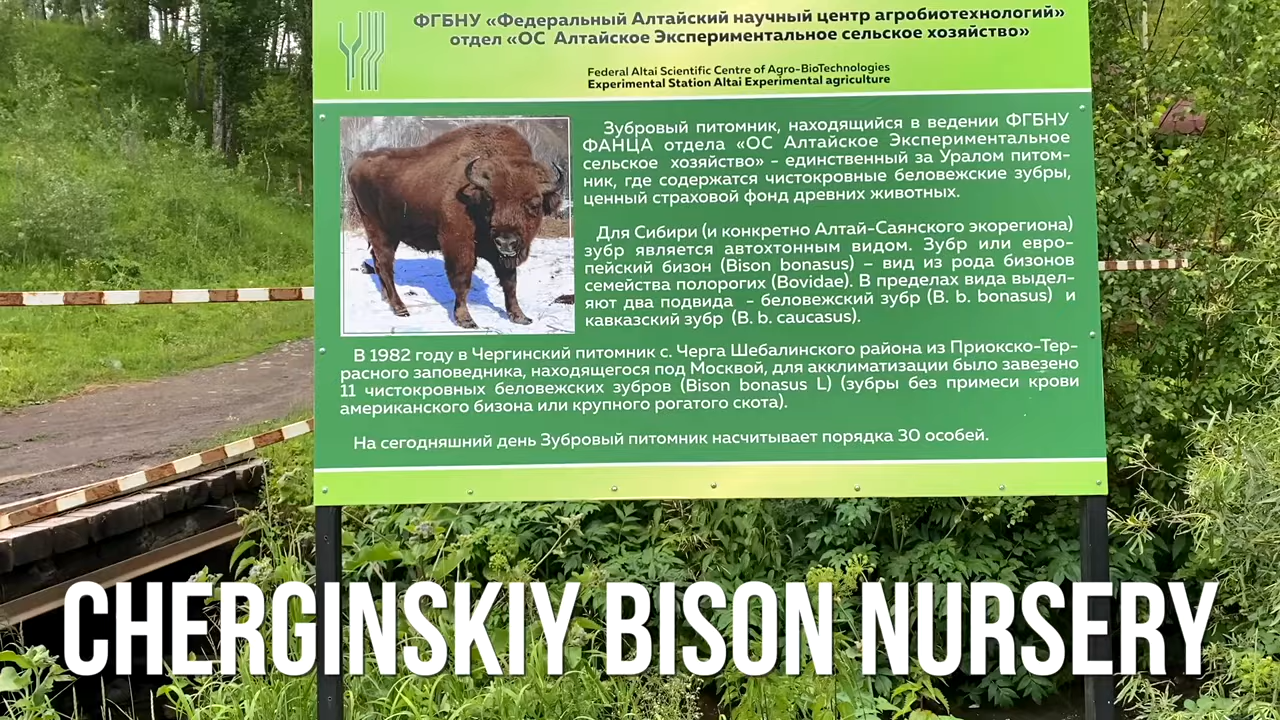 ФГБНУ «Федеральный Алтайский научный центр агробиотехнологий»
отдел «ОС Алтайское Экспериментальное сельское хозяйство»
Federal Altai Scientific Centre of Agro-BioTechnologies
Experimental Station Altai Experimental agriculture
Зубровый питомник, находящийся в ведении ФГБНУ
ФАНЦА отдела «ОС Алтайское Экспериментальное
сельское хозяйство» - единственный за Уралом питом-
ник, где содержатся чистокровные беловежские зубры,
ценный страховой фонд древних животных.
Для Сибири (и конкретно Алтай-Саянского экорегиона)
зубр является автохтонным видом. Зубр или евро-
пейский бизон (Bison bonasus) – вид из рода бизонов
семейства полорогих (Bovidae). В пределах вида выдел-
яют два подвида - беловежский зубр (B. b. bonasus) и
кавказский зубр (B. b. caucasus).
В 1982 году в Чергинский питомник с. Черга Шебалинского района из Приокско-Тер-
расного заповедника, находящегося под Москвой, для акклиматизации было завезено
11 чистокровных беловежских зубров (Bison bonasus L) (зубры без примеси крови
американского бизона или крупного рогатого скота).
На сегодняшний день Зубровый питомник насчитывает порядка 30 особей.
CHERGINSKIY BISON NURSERY